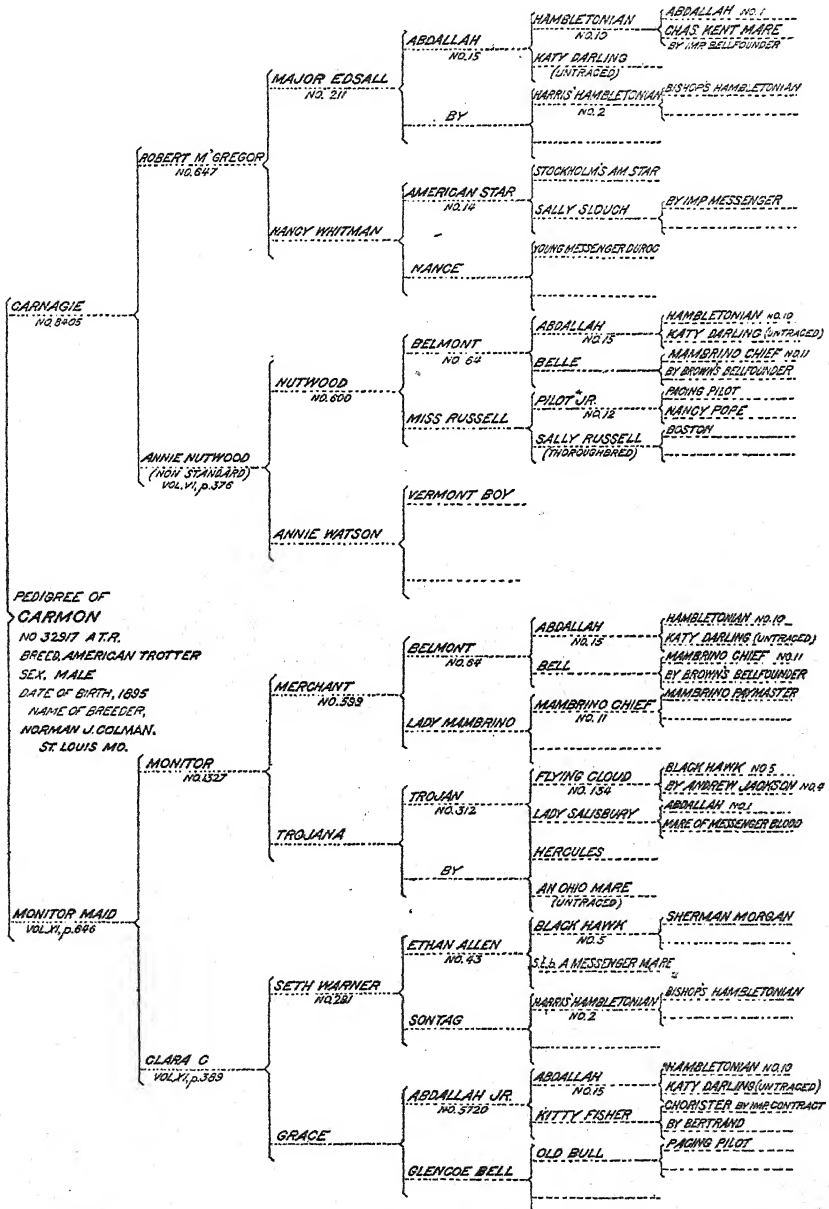 PEDIGREE OF
CARMON
NO 32917 A.T.R.
BREED, AMERICAN TROTTER
SEX, MALE
DATE OF BIRTH, 1895
NAME OF BREEDER,
NORMAN J. COLMAN,
ST. LOUIS MO.
CARNAGIE
NO. 8405
ROBERT M'GREGOR
NO. 647
MAJOR EDSALL
NO. 211
ABDALLAH
NO. 15
HAMBLETONIAN
NO. 10
ABDALLAH NO. 1
CHAS. KENT MARE
BY IMP. BELLFOUNDER
KATY DARLING
(UNTRACED)
BY
HARRIS' HAMBLETONIAN
NO. 2
BISHOP'S HAMBLETONIAN
NANCY WHITMAN
AMERICAN STAR
NO. 14
STOCKHOLM'S AM STAR
SALLY SLOUCH
BY IMP MESSENGER
NANCE
YOUNG MESSENGER DUROC
ANNIE NUTWOOD
(NON STANDARD)
VOL. VI, p. 376
NUTWOOD
NO. 600
BELMONT
NO 64
ABDALLAH
NO. 15
HAMBLETONIAN NO. 10
KATY DARLING (UNTRACED)
BELLE
MAMBRINO CHIEF NO. 11
BY BROWN'S BELLFOUNDER
MISS RUSSELL
PILOT JR.
NO. 12
PACING PILOT
NANCY POPE
SALLY RUSSELL
(THOROUGHBRED)
BOSTON
ANNIE WATSON
VERMONT BOY
MONITOR MAID
VOL. XI, p. 646
MONITOR
NO. 1327
MERCHANT
NO. 599
BELMONT
NO. 64
ABDALLAH
NO. 15
HAMBLETONIAN NO. 10
KATY DARLING (UNTRACED)
BELL
MAMBRINO CHIEF NO. 11
BY BROWN'S BELLFOUNDER
LADY MAMBRINO
MAMBRINO CHIEF
NO. 11
MAMBRINO PAYMASTER
TROJANA
TROJAN
NO. 312
FLYING CLOUD
NO. 134
BLACK HAWK NO 5
BY ANDREW JACKSON NO. 4
LADY SALISBURY
ABDALLAH NO. 1
MARE OF MESSENGER BLOOD
BY
HERCULES
AN OHIO MARE
(UNTRACED)
CLARA C
VOL. XI, p. 389
SETH WARNER
NO. 281
ETHAN ALLEN
NO. 43
BLACK HAWK
NO. 5
SHERMAN MORGAN
S.t.b. A MESSENGER MARE
SONTAG
HARRIS' HAMBLETONIAN
NO. 2
BISHOP'S HAMBLETONIAN
GRACE
ABDALLAH JR.
NO. 5720
ABDALLAH
NO. 15
HAMBLETONIAN NO. 10
KATY DARLING (UNTRACED)
KITTY FISHER
CHORISTER BY IMP. CONTRACT
BY BERTRAND
GLENCOE BELL
OLD BULL
PACING PILOT